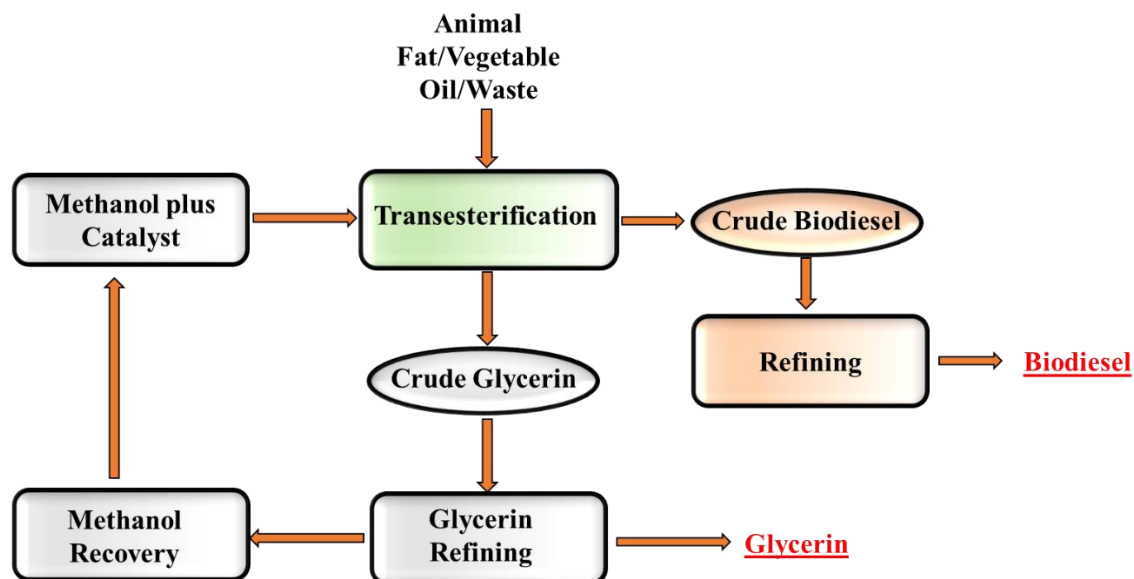 Animal
Fat/Vegetable
Oil/Waste
Methanol plus
Catalyst
Transesterification
Crude Biodiesel
Crude Glycerin
Refining
Biodiesel
Methanol
Recovery
Glycerin
Refining
Glycerin